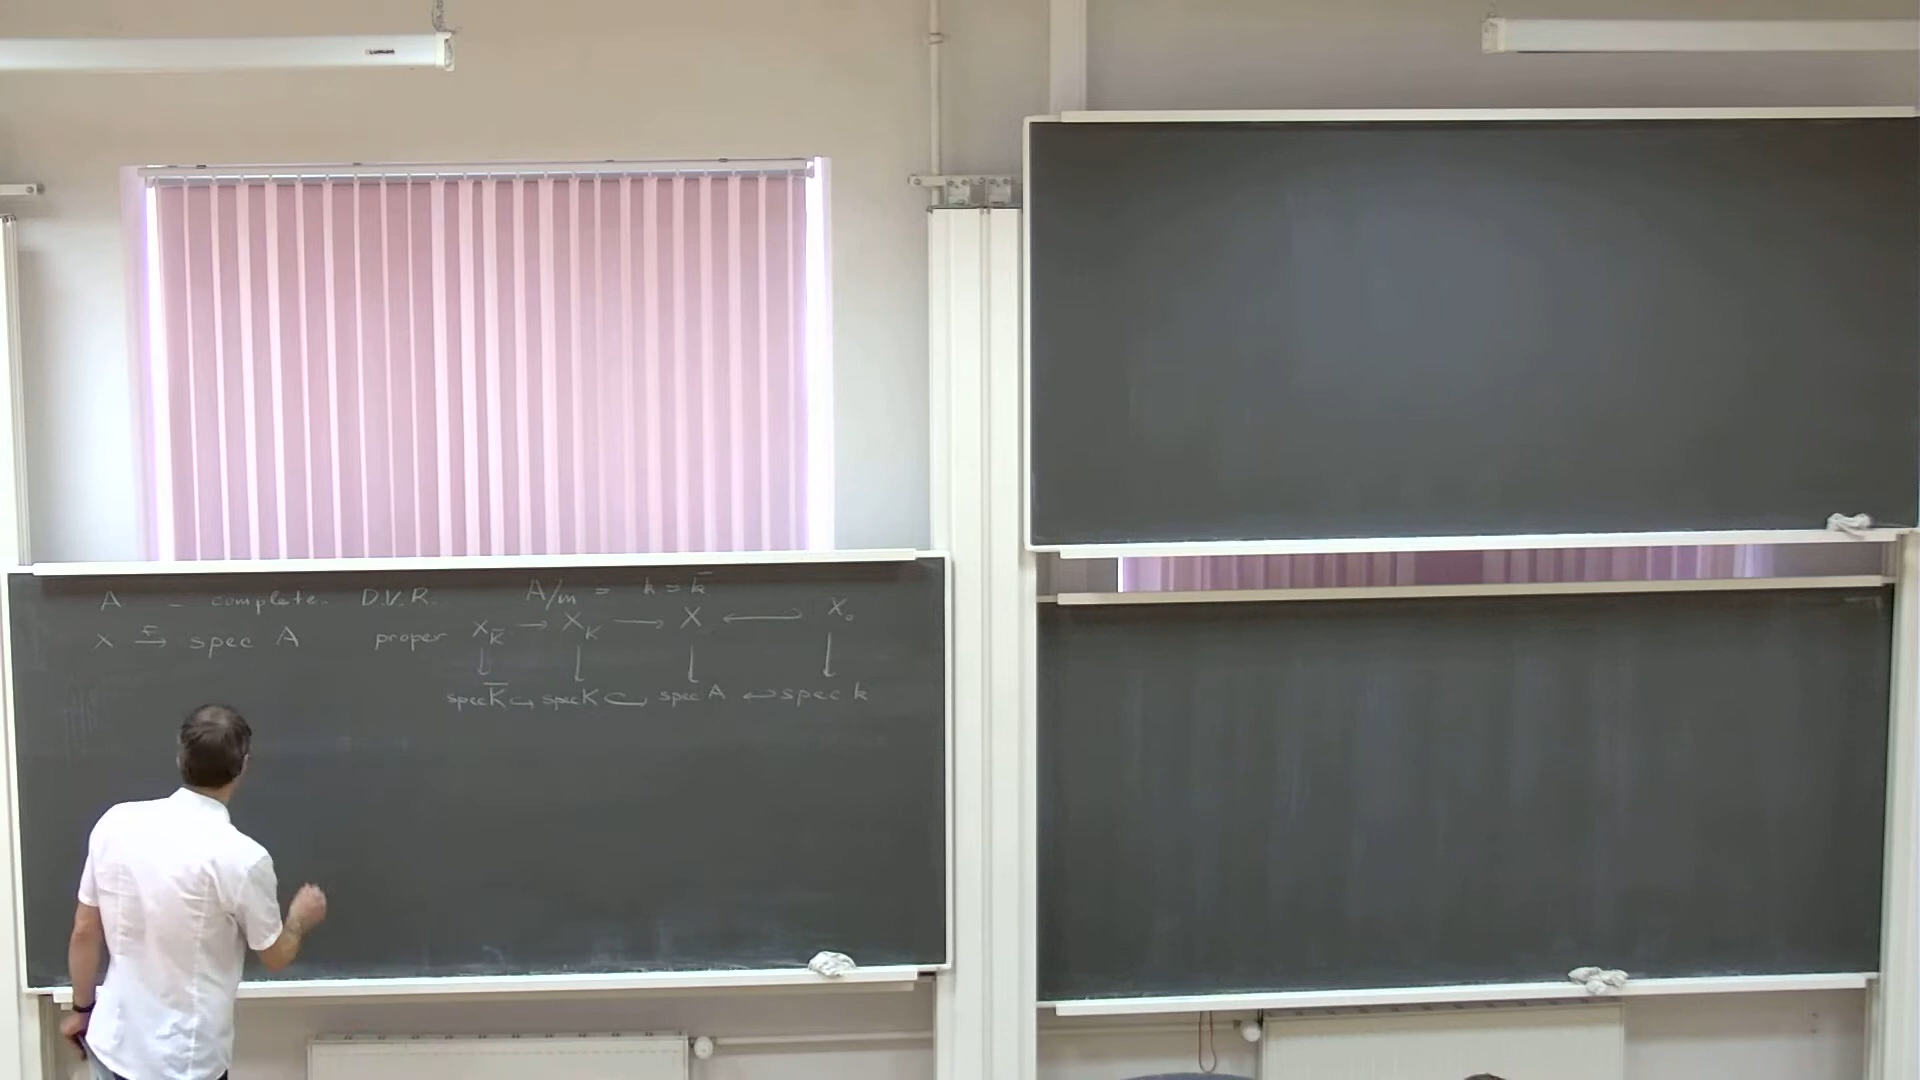 A – complete. D.V.R. A/m = k = k̄
X →^F spec A proper X_K̄ → X_K → X ↔ X₀
↓ ↓ ↓ ↓
spec K̄ ↪ spec K ↪ spec A ↩ spec k